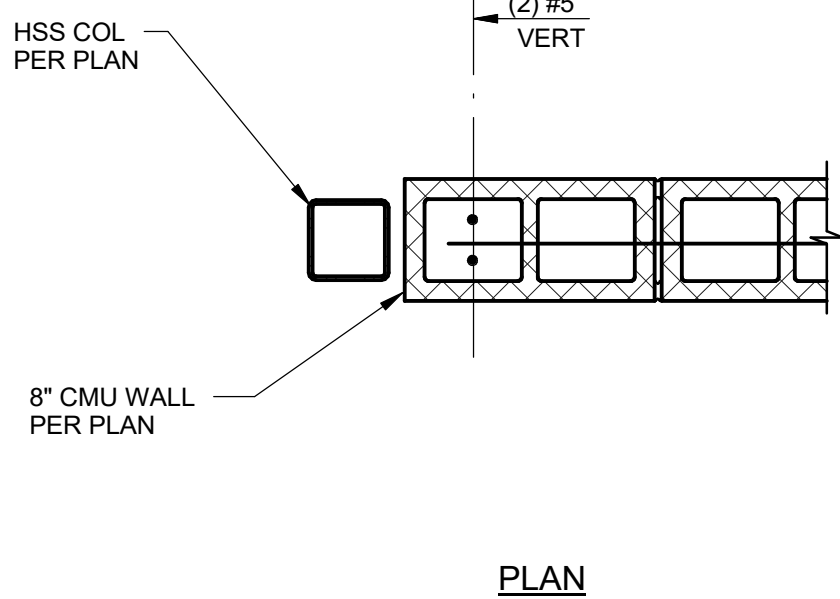 (2) #5
VERT
HSS COL
PER PLAN
8" CMU WALL
PER PLAN
PLAN